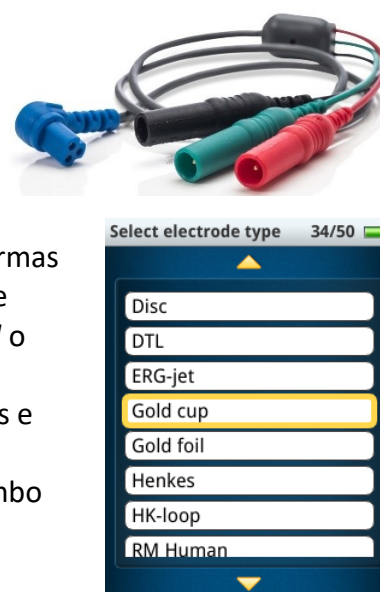 rmas
e
o
s e
nbo
Select electrode type 34/50
Disc
DTL
ERG-jet
Gold cup
Gold foil
Henkes
HK-loop
RM Human